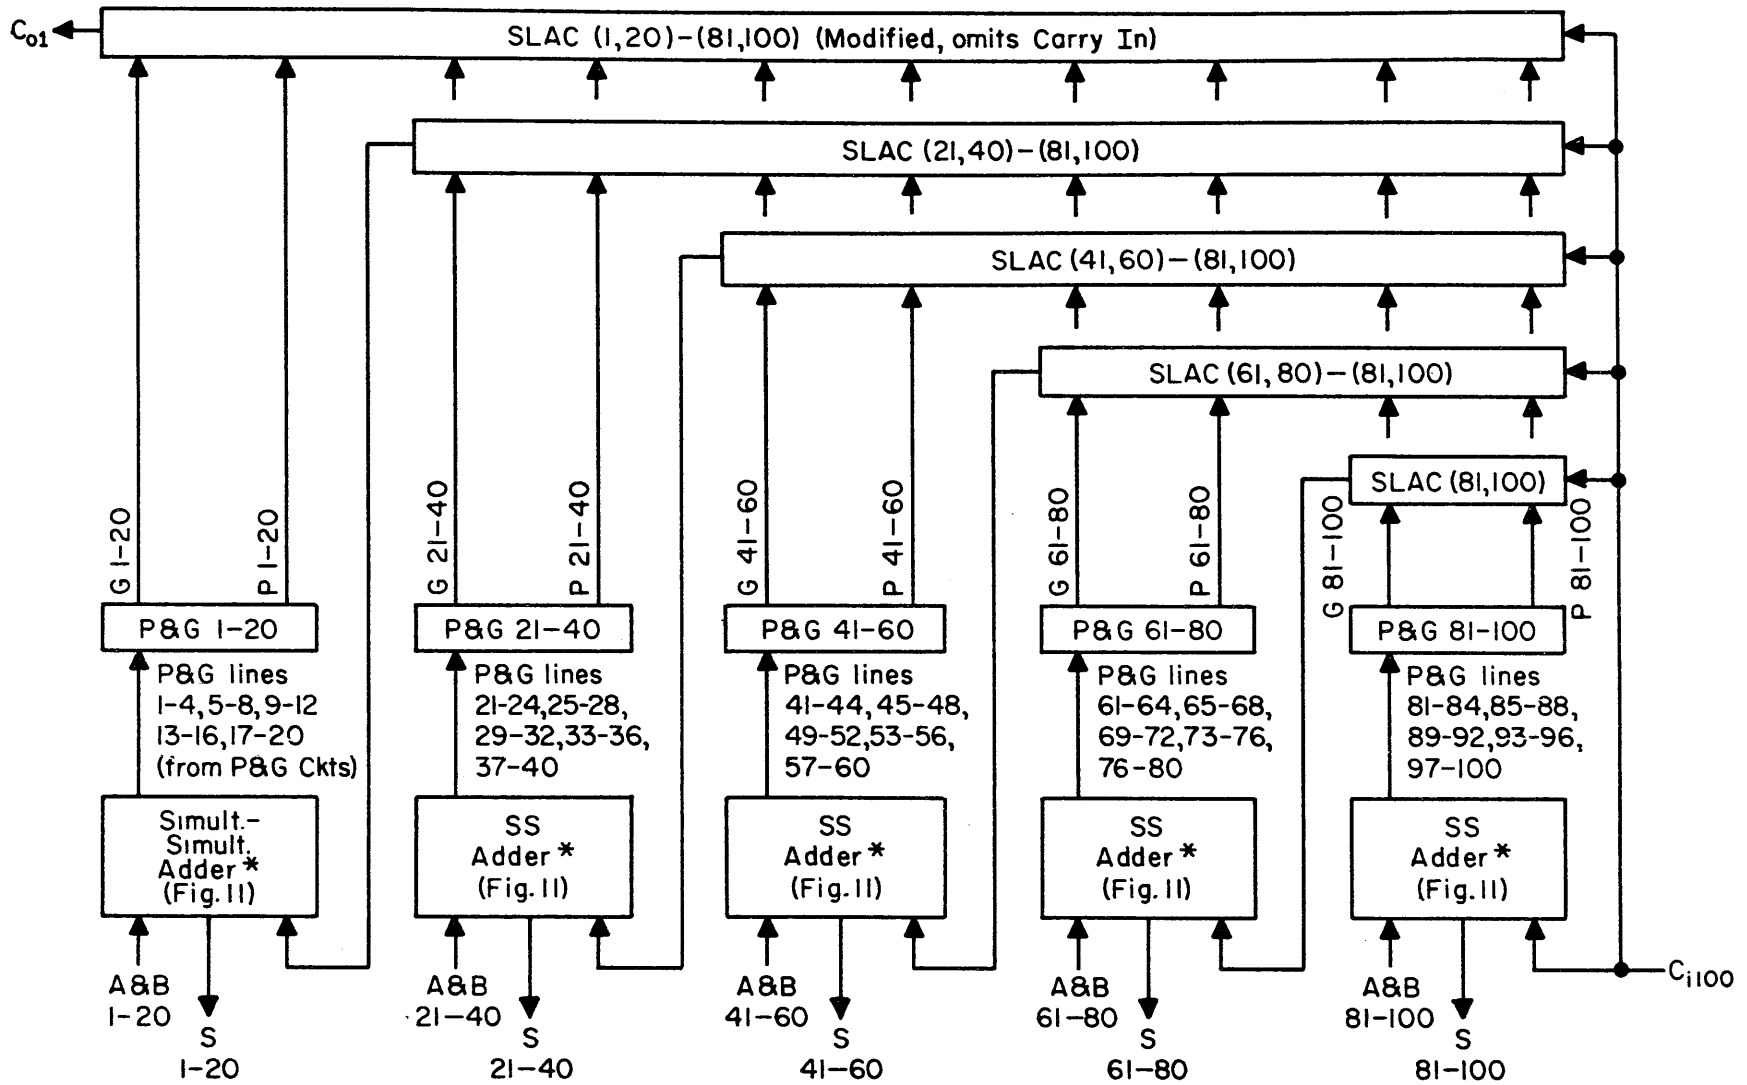 C₀₁
SLAC (1,20)-(81,100) (Modified, omits Carry In)
SLAC (21,40)-(81,100)
SLAC (41,60)-(81,100)
SLAC (61,80)-(81,100)
SLAC (81,100)
G 1-20
P 1-20
G 21-40
P 21-40
G 41-60
P 41-60
G 61-80
P 61-80
G 81-100
P 81-100
P&G 1-20
P&G 21-40
P&G 41-60
P&G 61-80
P&G 81-100
P&G lines
1-4,5-8,9-12
13-16,17-20
(from P&G Ckts)
P&G lines
21-24,25-28,
29-32,33-36,
37-40
P&G lines
41-44,45-48,
49-52,53-56,
57-60
P&G lines
61-64,65-68,
69-72,73-76,
76-80
P&G lines
81-84,85-88,
89-92,93-96,
97-100
Simult.-
Simult.
Adder*
(Fig.11)
SS
Adder*
(Fig.11)
SS
Adder*
(Fig.11)
SS
Adder*
(Fig.11)
SS
Adder*
(Fig.11)
A&B
1-20
S
1-20
A&B
21-40
S
21-40
A&B
41-60
S
41-60
A&B
61-80
S
61-80
A&B
81-100
S
81-100
Ci100